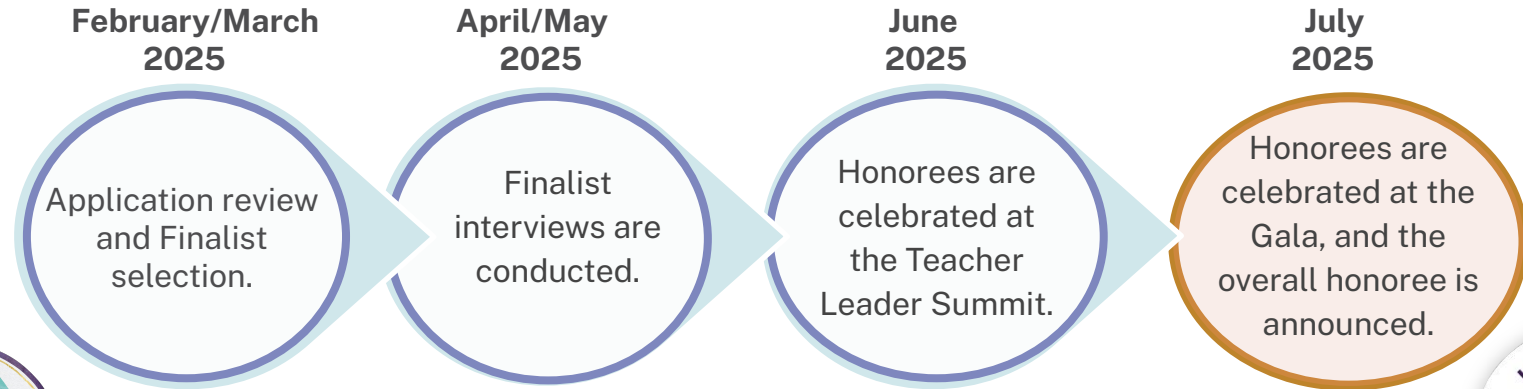 February/March
2025
Application review
and Finalist
selection.
April/May
2025
Finalist
interviews are
conducted.
June
2025
Honorees are
celebrated at
the Teacher
Leader Summit.
July
2025
Honorees are
celebrated at the
Gala, and the
overall honoree is
announced.